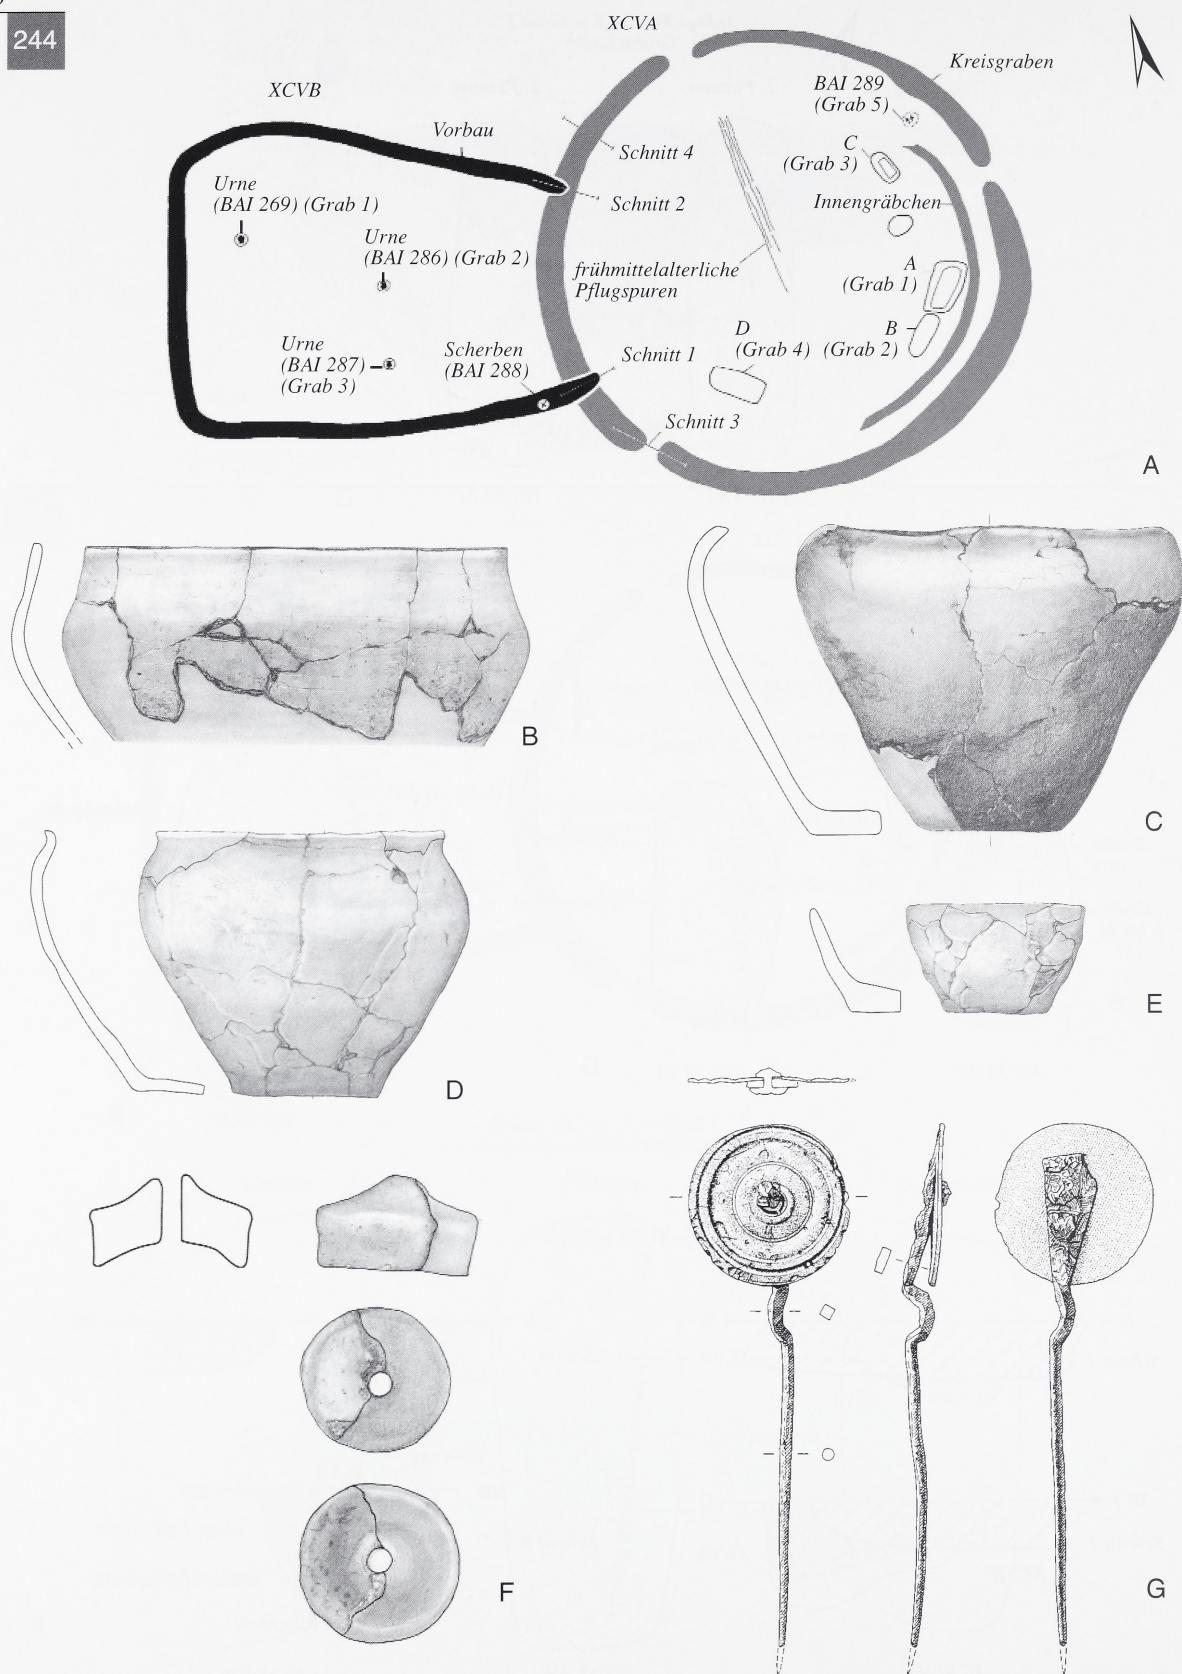 244
XCVA
XCVB
Kreisgraben
BAI 289
(Grab 5)
Vorbau
C
(Grab 3)
Schnitt 4
Urne
(BAI 269) (Grab 1)
Schnitt 2
Innengräbchen
Urne
(BAI 286) (Grab 2)
frühmittelalterliche
Pflugspuren
A
(Grab 1)
D
(Grab 4)
B
(Grab 2)
Urne
(BAI 287)
(Grab 3)
Scherben
(BAI 288)
Schnitt 1
Schnitt 3
A
B
C
D
E
F
G